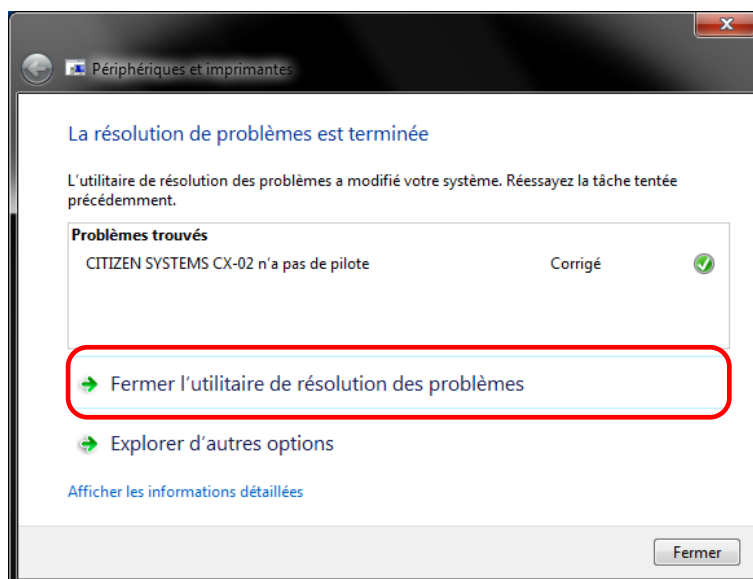 Périphériques et imprimantes
La résolution de problèmes est terminée
L'utilitaire de résolution des problèmes a modifié votre système. Réessayez la tâche tentée
précédemment.
Problèmes trouvés
CITIZEN SYSTEMS CX-02 n'a pas de pilote Corrigé
Fermer l'utilitaire de résolution des problèmes
Explorer d'autres options
Afficher les informations détaillées
Fermer